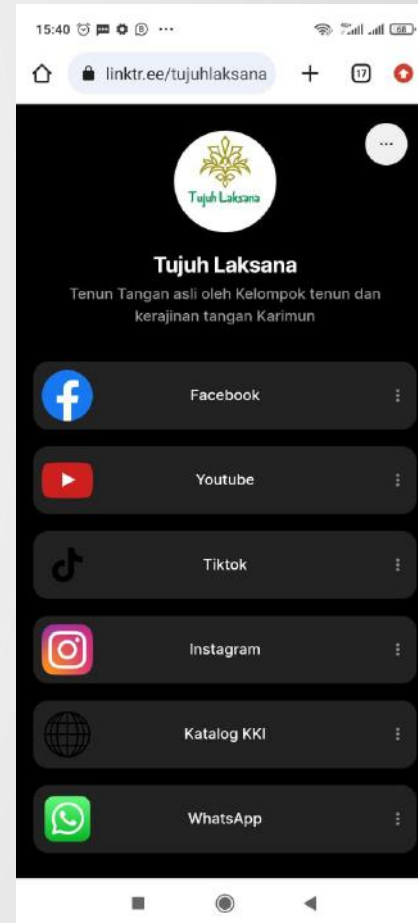 15:40
68
linktr.ee/tujuhlaksana
17
Tujuh Laksana
Tujuh Laksana
Tenun Tangan asli oleh Kelompok tenun dan
kerajinan tangan Karimun
Facebook
Youtube
Tiktok
Instagram
Katalog KKI
WhatsApp